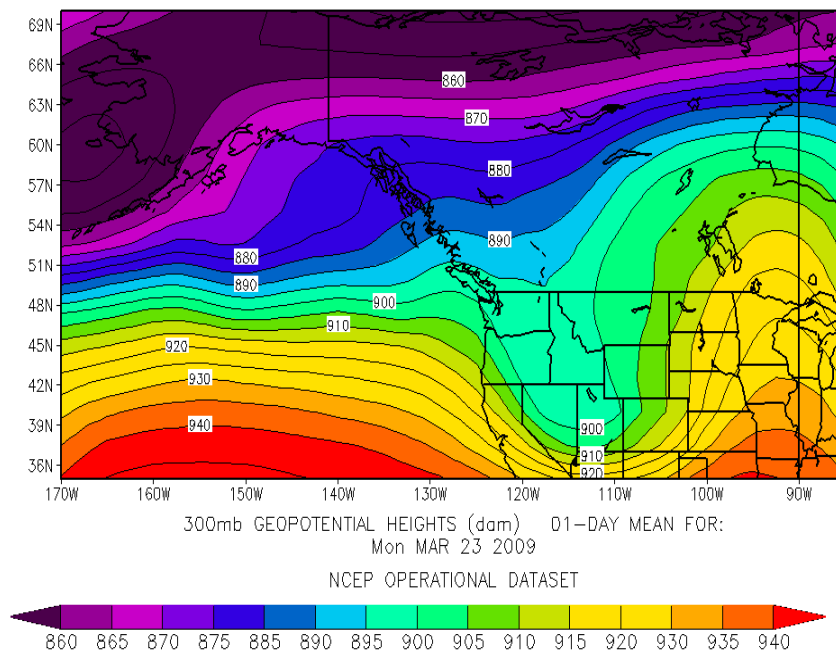 69N
66N
860
63N
870
60N
880
57N
54N
890
880
51N
890
900
48N
910
45N
920
42N
930
39N
940
900
910
36N
920
170W 160W 150W 140W 130W 120W 110W 100W 90W
300mb GEOPOTENTIAL HEIGHTS (dam) 01-DAY MEAN FOR:
Mon MAR 23 2009
NCEP OPERATIONAL DATASET
860 865 870 875 885 890 895 900 905 910 915 920 930 935 940